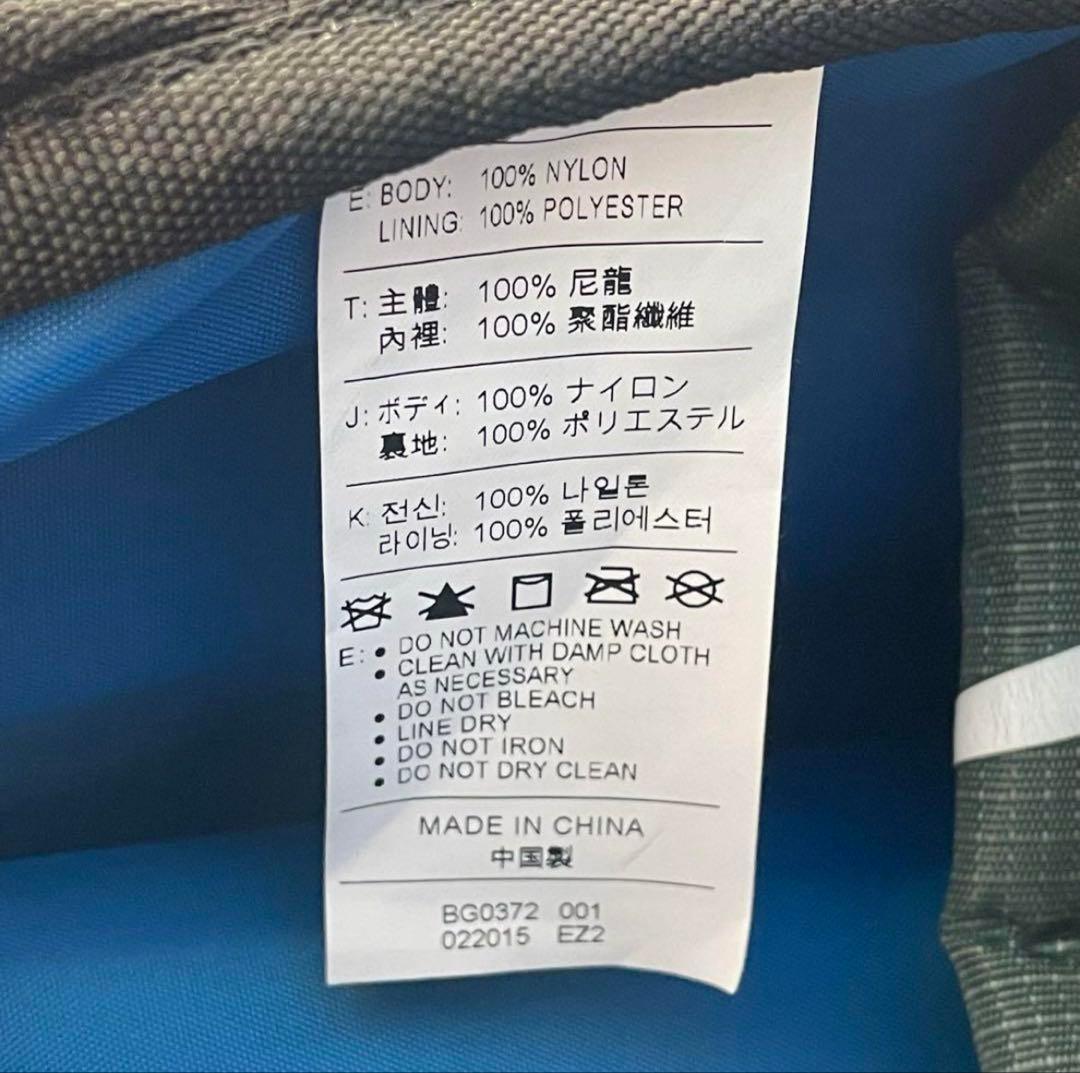 E: BODY: 100% NYLON
LINING: 100% POLYESTER
T: 主體: 100% 尼龍
內裡: 100% 聚酯纖維
J: ボディ: 100% ナイロン
裏地: 100% ポリエステル
K: 전신: 100% 나일론
라이닝: 100% 폴리에스터
E: • DO NOT MACHINE WASH
• CLEAN WITH DAMP CLOTH
AS NECESSARY
• DO NOT BLEACH
• LINE DRY
• DO NOT IRON
• DO NOT DRY CLEAN
MADE IN CHINA
中国製
BG0372 001
022015 EZ2